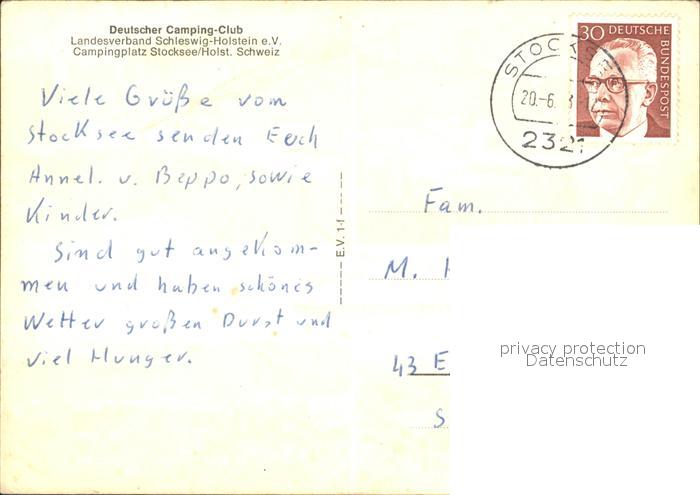 Deutscher Camping-Club
Landesverband Schleswig-Holstein e.V.
Campingplatz Stocksee/Holst. Schweiz
30 DEUTSCHE BUNDESPOST
20.-6.
2321
Viele Grüße vom
Stocksee senden Euch
Annel. u. Beppo, sowie
Kinder.
Sind gut angekom-
men und haben schönes
Wetter großen Durst und
viel Hunger.
E.V. 1-1
Fam.
M.
43 E
S
privacy protection
Datenschutz